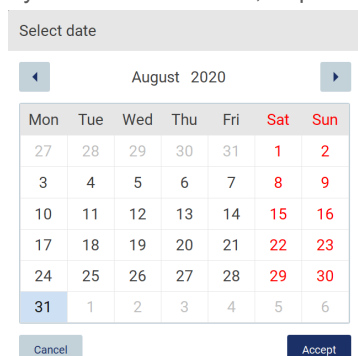 Select date
August 2020
Mon Tue Wed Thu Fri Sat Sun
27 28 29 30 31 1 2
3 4 5 6 7 8 9
10 11 12 13 14 15 16
17 18 19 20 21 22 23
24 25 26 27 28 29 30
31 1 2 3 4 5 6
Cancel Accept